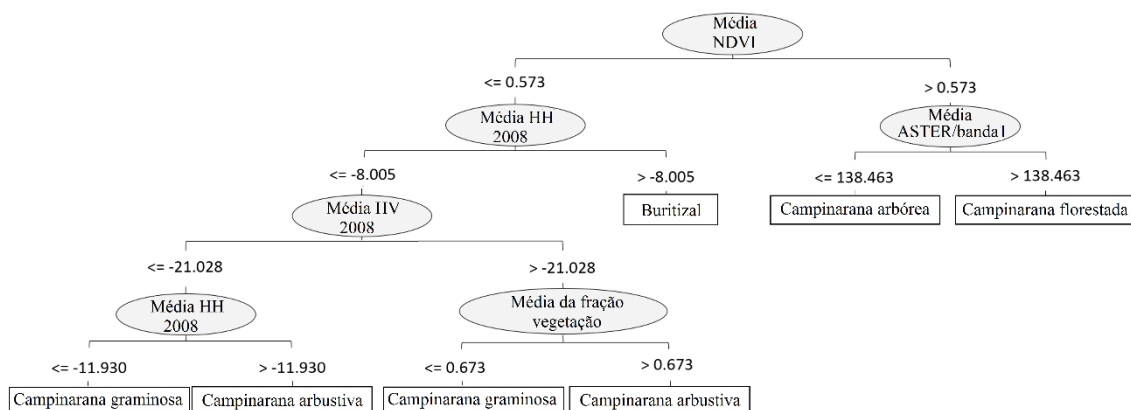 Média
NDVI
<= 0.573
> 0.573
Média HH
2008
Média
ASTER/banda1
<= -8.005
> -8.005
<= 138.463
> 138.463
Média HV
2008
Buritizal
Campinarana arbórea
Campinarana florestada
<= -21.028
> -21.028
Média HH
2008
Média da fração
vegetação
<= -11.930
> -11.930
<= 0.673
> 0.673
Campinarana graminosa
Campinarana arbustiva
Campinarana graminosa
Campinarana arbustiva